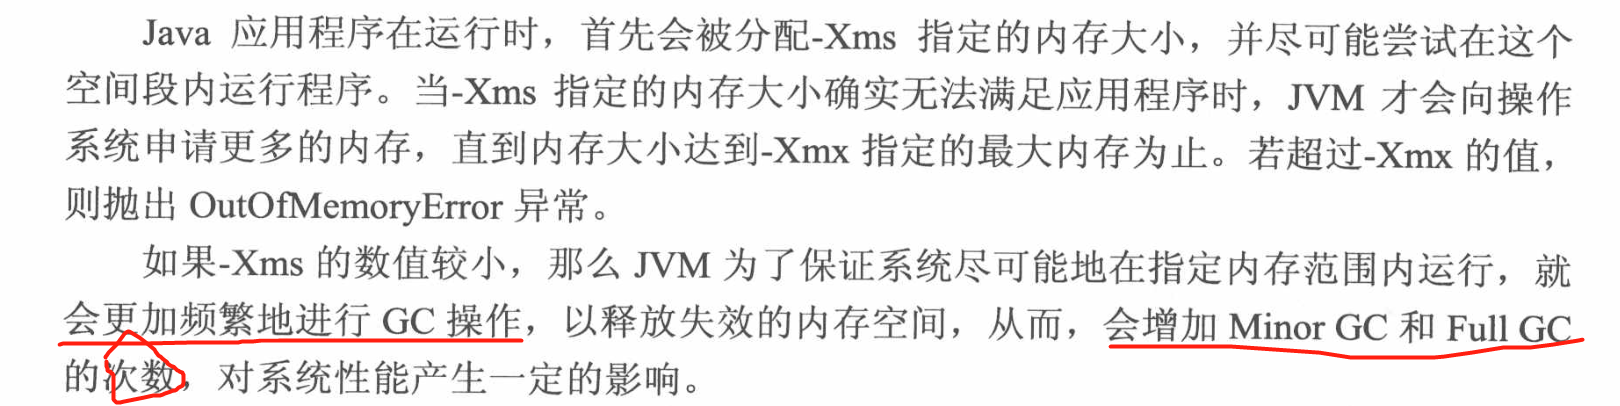 Java 应用程序在运行时，首先会被分配-Xms 指定的内存大小，并尽可能尝试在这个
空间段内运行程序。当-Xms 指定的内存大小确实无法满足应用程序时，JVM 才会向操作
系统申请更多的内存，直到内存大小达到-Xmx 指定的最大内存为止。若超过-Xmx 的值，
则抛出 OutOfMemoryError 异常。
如果-Xms 的数值较小，那么 JVM 为了保证系统尽可能地在指定内存范围内运行，就
会更加频繁地进行 GC 操作，以释放失效的内存空间，从而，会增加 Minor GC 和 Full GC
的次数，对系统性能产生一定的影响。